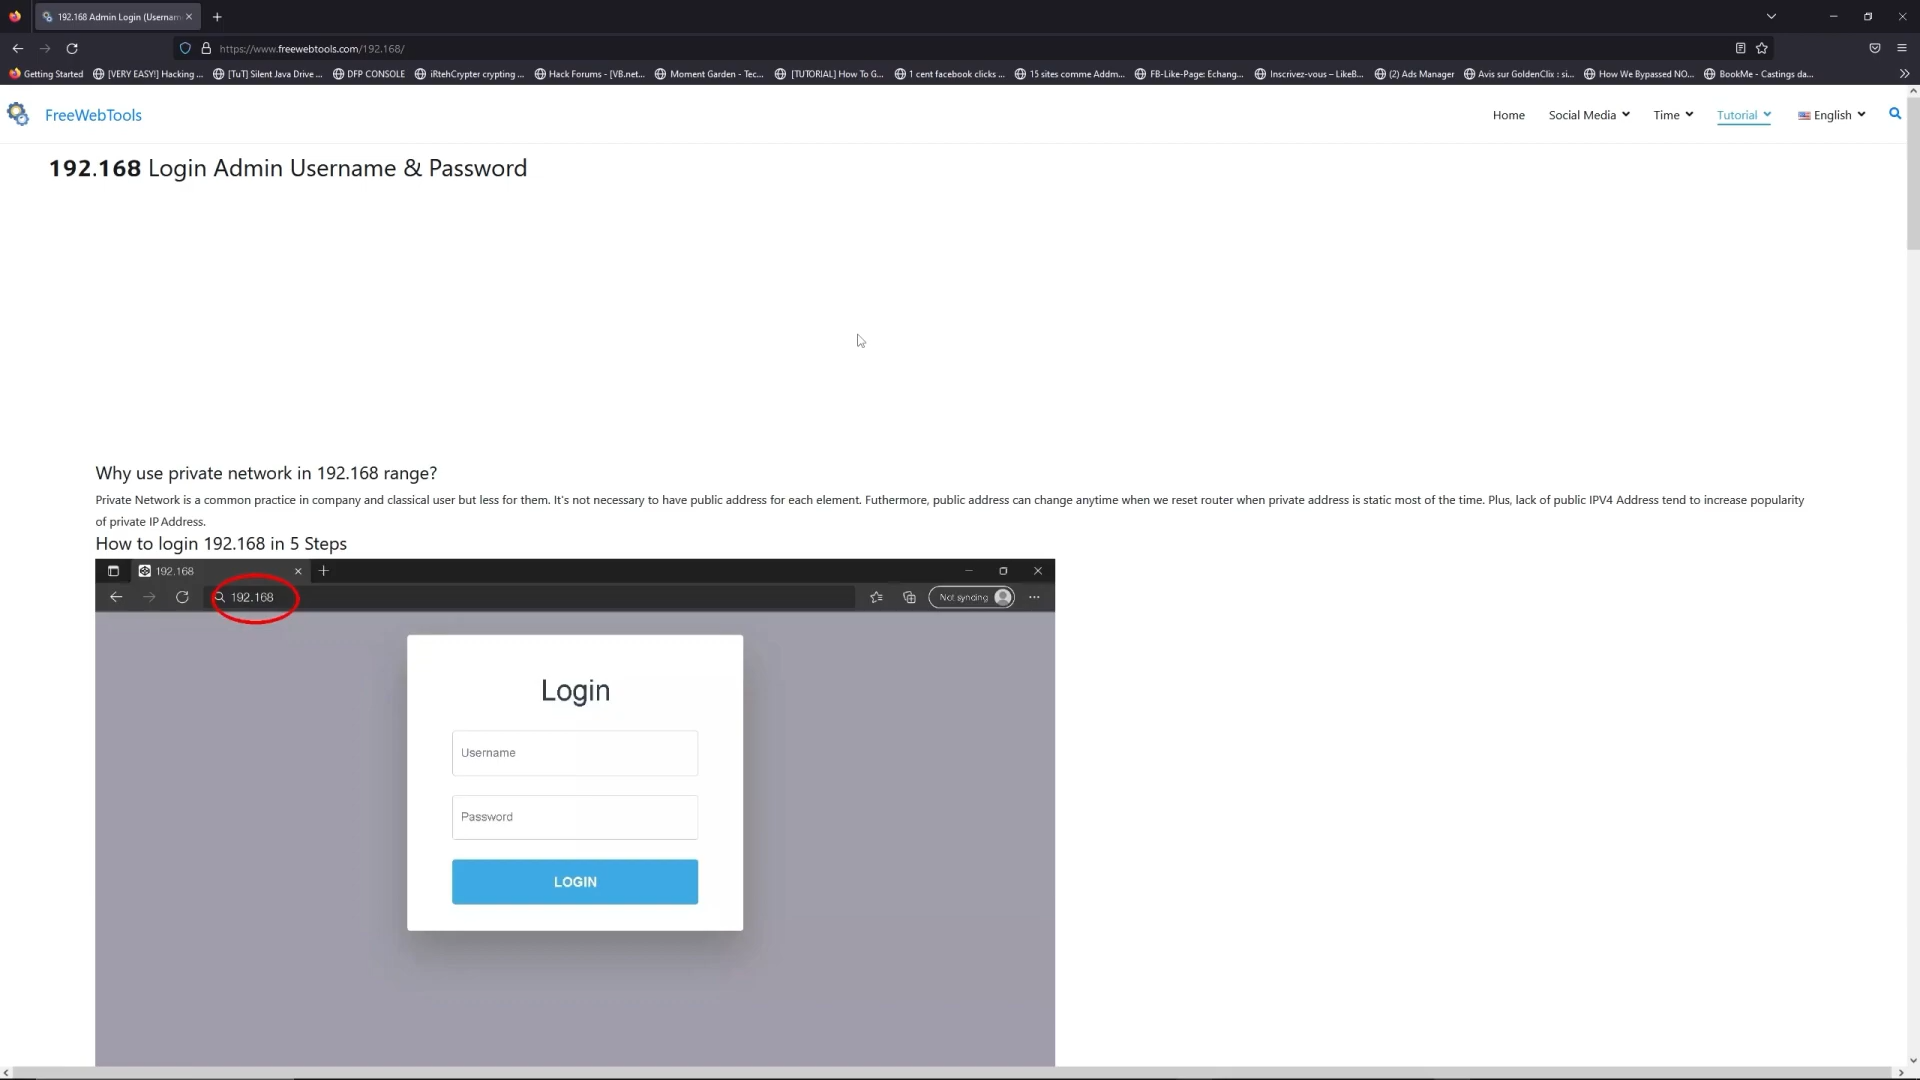 192.168 Admin Login (Usernam
https://www.freewebtools.com/192.168/
Getting Started
[VERY EASY!] Hacking ...
[TuT] Silent Java Drive ...
DFP CONSOLE
iRtehCrypter crypting ...
Hack Forums - [VB.net...
Moment Garden - Tec...
[TUTORIAL] How To G...
1 cent facebook clicks ...
15 sites comme Addm...
FB-Like-Page: Echang...
Inscrivez-vous – LikeB...
(2) Ads Manager
Avis sur GoldenClix : si...
How We Bypassed NO...
BookMe - Castings da...
FreeWebTools
Home
Social Media
Time
Tutorial
English
192.168 Login Admin Username & Password
Why use private network in 192.168 range?
Private Network is a common practice in company and classical user but less for them. It's not necessary to have public address for each element. Futhermore, public address can change anytime when we reset router when private address is static most of the time. Plus, lack of public IPV4 Address tend to increase popularity
of private IP Address.
How to login 192.168 in 5 Steps
192.168
192.168
Not syncing
Login
Username
Password
LOGIN